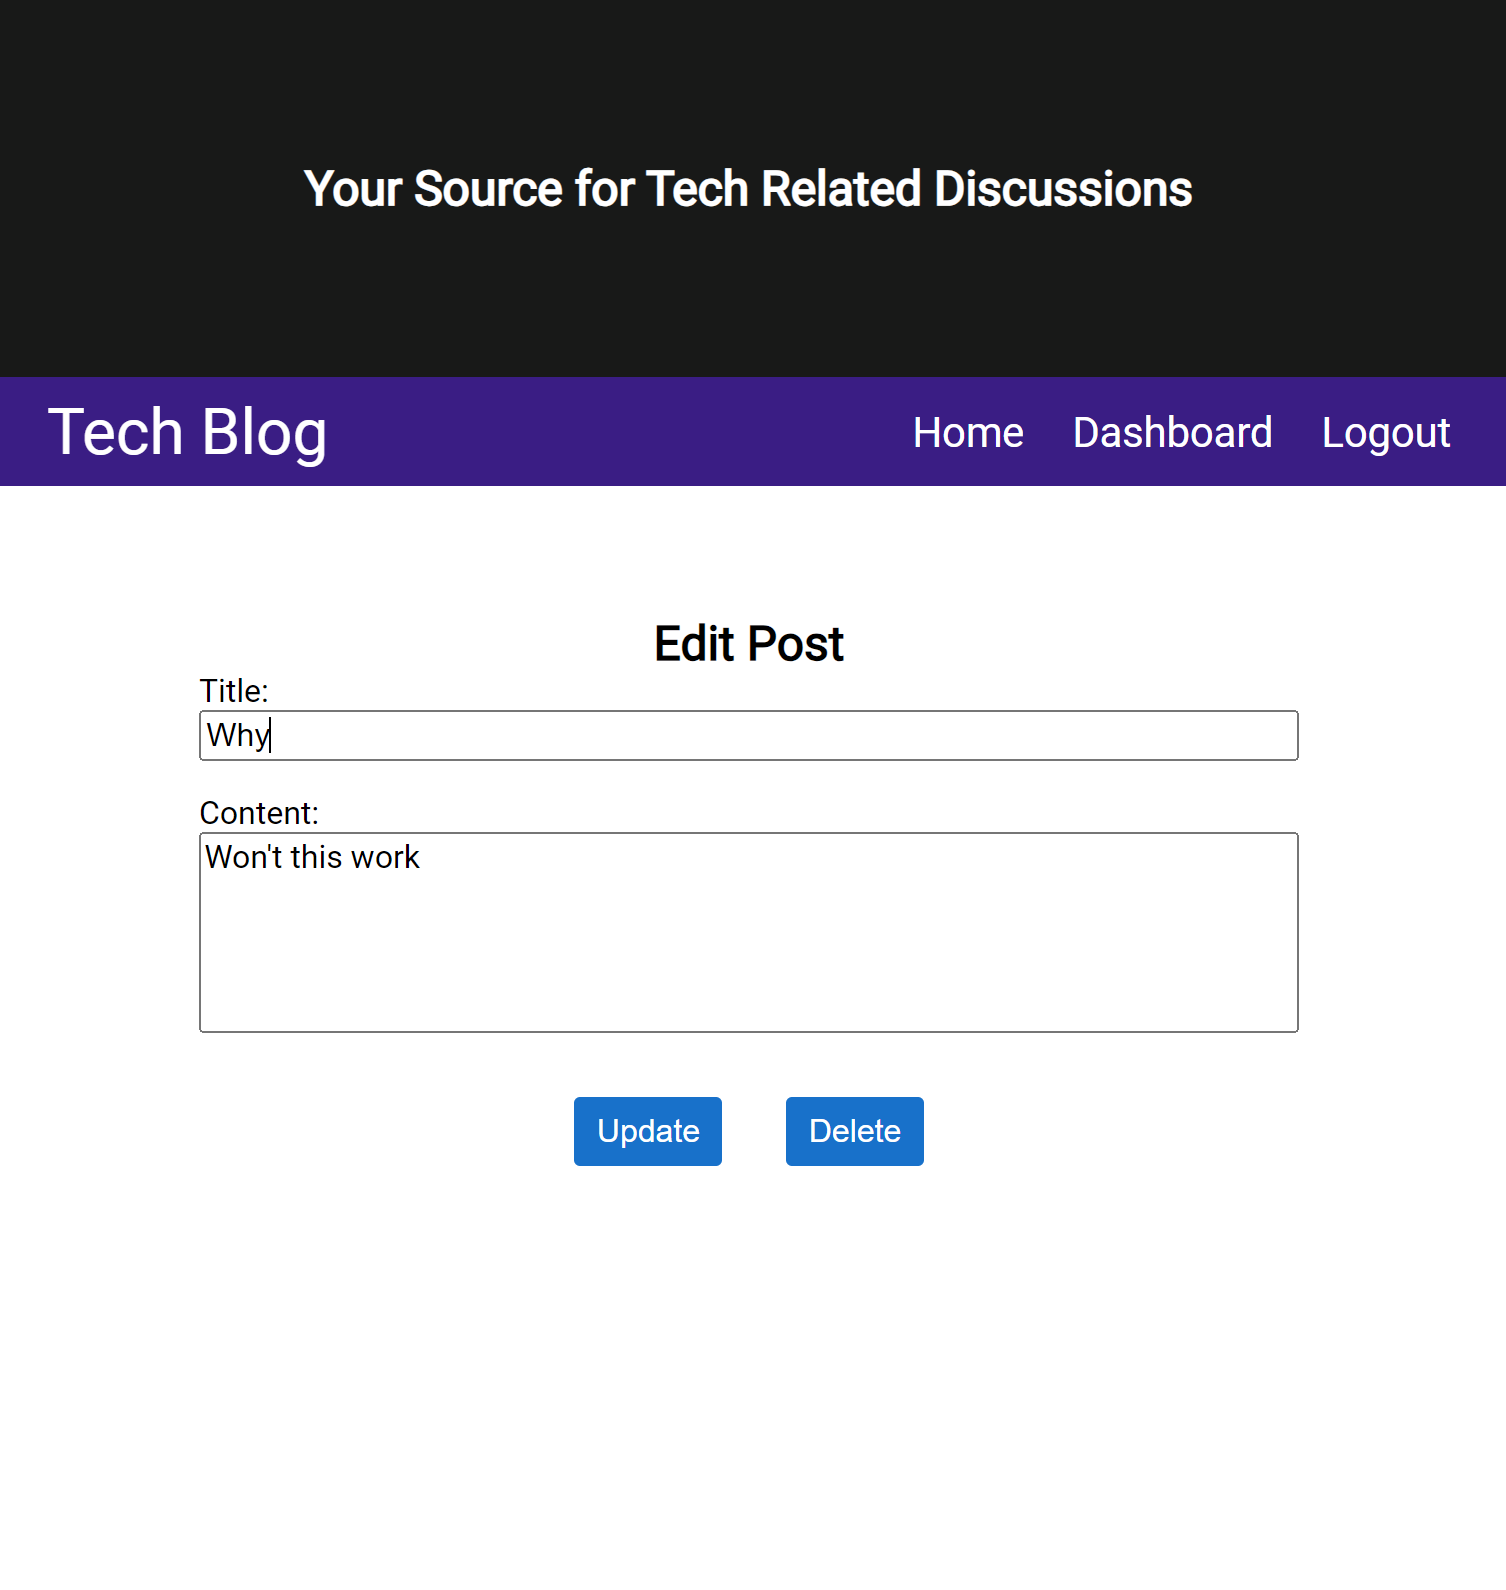 Your Source for Tech Related Discussions
Tech Blog Home Dashboard Logout
Edit Post
Title:
Why
Content:
Won't this work
Update Delete